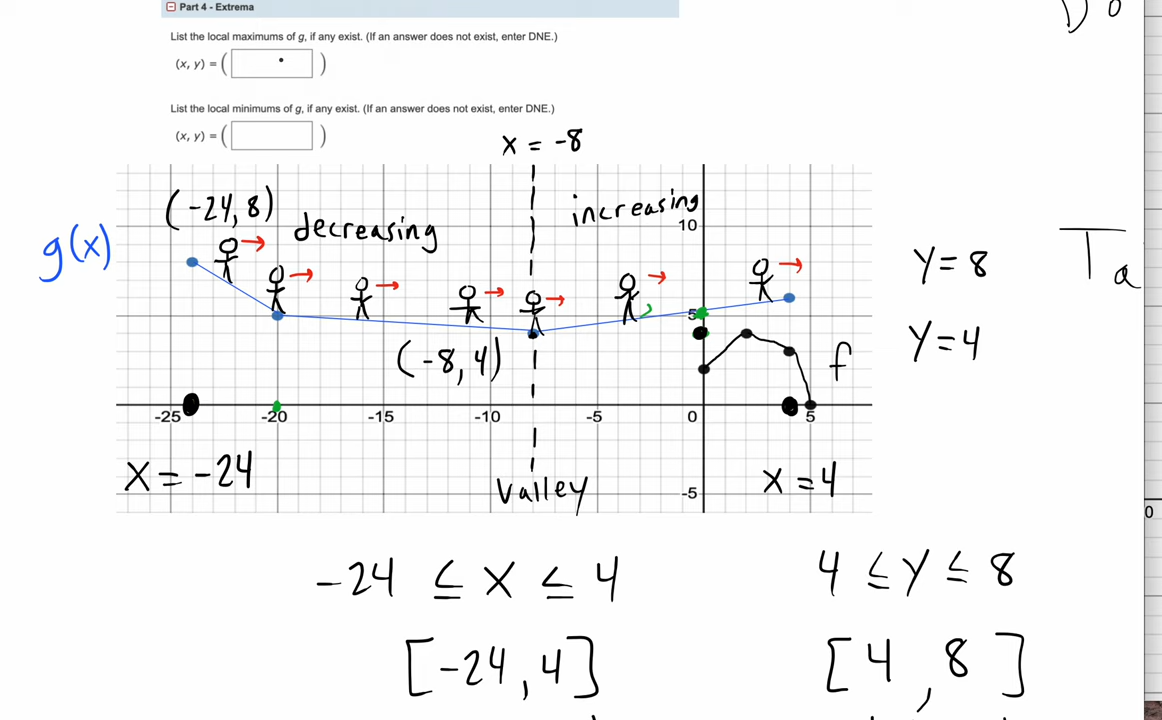 Part 4 - Extrema
List the local maximums of g, if any exist. (If an answer does not exist, enter DNE.)
(x, y) = ( )
List the local minimums of g, if any exist. (If an answer does not exist, enter DNE.)
(x, y) = ( )
x = -8
(-24, 8)
decreasing
increasing
g(x)
10
y=8
Ta
5
y=4
(-8, 4)
f
-25 -20 -15 -10 -5 0 5
x = -24
valley
-5
x = 4
0
-24 ≤ x ≤ 4
4 ≤ y ≤ 8
[-24, 4]
[4, 8]